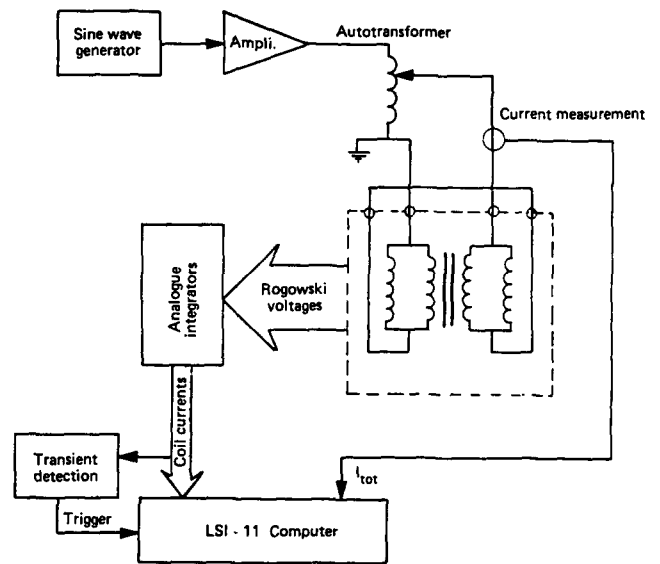 Sine wave
generator
Ampli.
Autotransformer
Current measurement
Analogue
integrators
Rogowski
voltages
Coil currents
Transient
detection
Trigger
I tot
LSI - 11 Computer